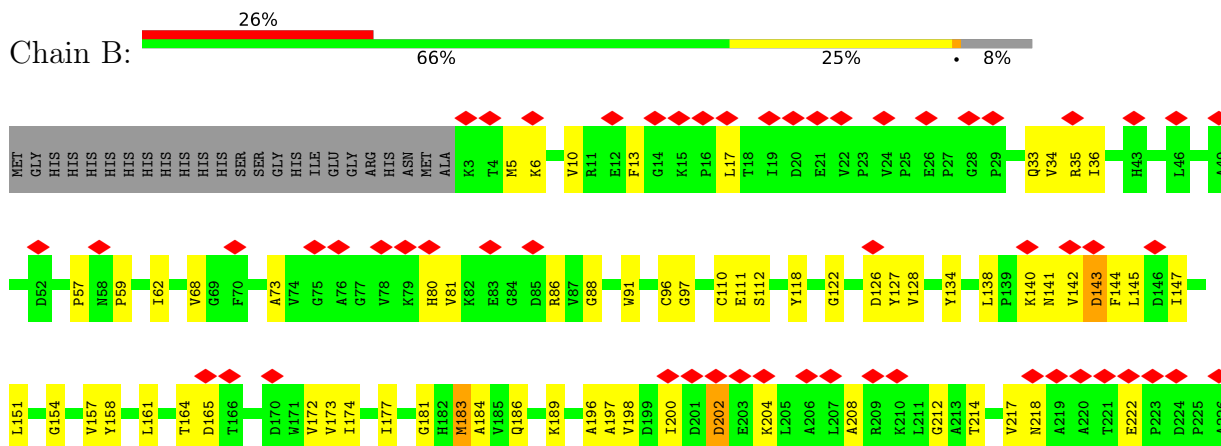 26%
Chain B:
66% 25% • 8%
MET GLY HIS HIS HIS HIS HIS HIS HIS HIS HIS HIS SER SER GLY HIS ILE GLU GLY ARG HIS ASN MET ALA K3 T4 M5 K6 V10 R11 E12 F13 G14 K15 P16 L17 T18 I19 D20 E21 V22 P23 V24 P25 E26 P27 G28 P29 Q33 V34 R35 I36 H43 L46 A49
D52 P57 N58 P59 I62 V68 G69 F70 A73 V74 G75 A76 G77 V78 K79 H80 V81 K82 E83 G84 D85 R86 V87 G88 W91 C96 G97 C110 E111 S112 Y118 G122 D126 Y127 V128 Y134 L138 P139 K140 N141 V142 D143 F144 L145 D146 I147
L151 G154 V157 Y158 L161 T164 D165 T166 D170 W171 V172 V173 I174 I177 G181 H182 M183 A184 V185 Q186 K189 A196 A197 V198 D199 I200 D201 D202 E203 K204 L205 A206 L207 A208 R209 K210 L211 G212 A213 T214 V217 N218 A219 A220 T221 E222 P223 D224 P225 A226